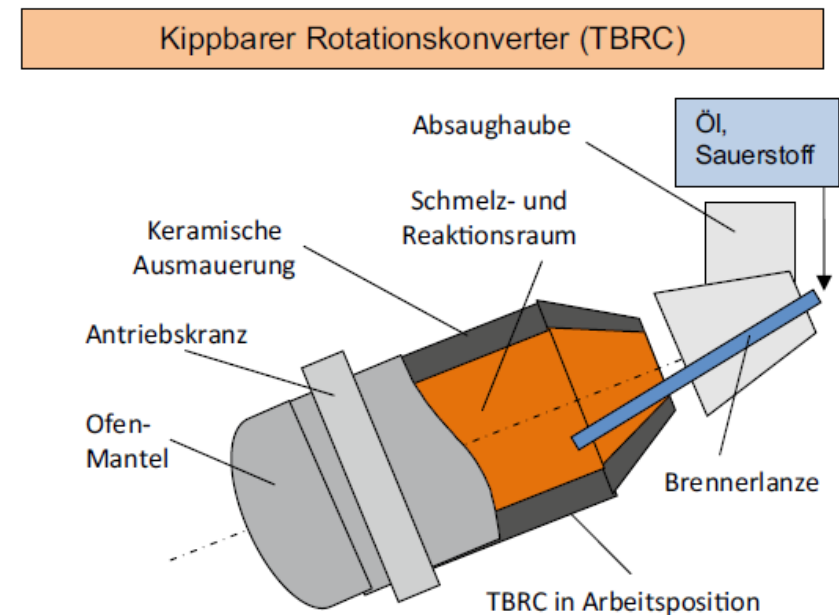 Kippbarer Rotationskonverter (TBRC)
Absaughaube
Öl,
Sauerstoff
Schmelz- und
Reaktionsraum
Keramische
Ausmauerung
Antriebskranz
Ofen-
Mantel
Brennerlanze
TBRC in Arbeitsposition